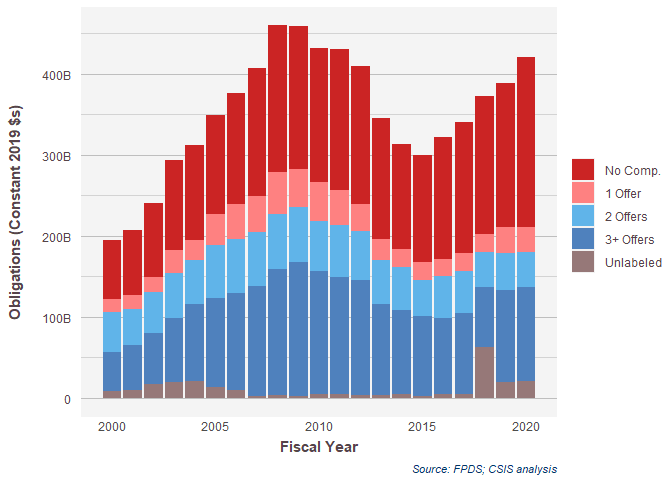 Obligations (Constant 2019 $s)
400B
300B
200B
100B
0
2000
2005
2010
2015
2020
Fiscal Year
No Comp.
1 Offer
2 Offers
3+ Offers
Unlabeled
Source: FPDS; CSIS analysis